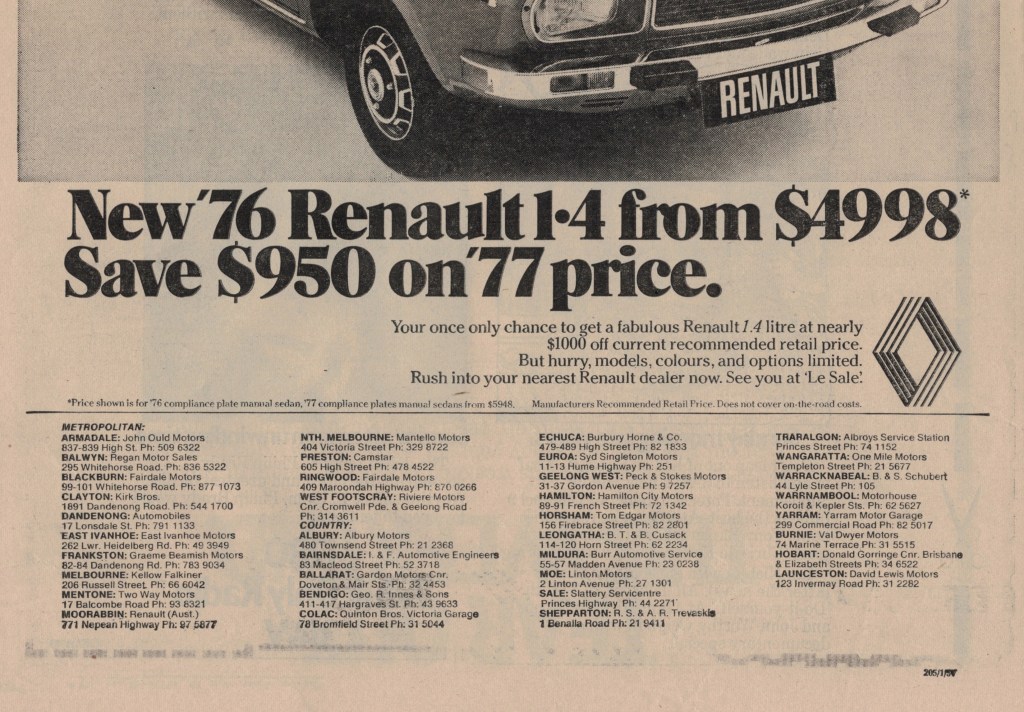 RENAULT
New '76 Renault 1·4 from $4998*
Save $950 on '77 price.
Your once only chance to get a fabulous Renault 1.4 litre at nearly
$1000 off current recommended retail price.
But hurry, models, colours, and options limited.
Rush into your nearest Renault dealer now. See you at 'Le Sale'.
*Price shown is for '76 compliance plate manual sedan, '77 compliance plates manual sedans from $5948. Manufacturers Recommended Retail Price. Does not cover on-the-road costs.
METROPOLITAN:
ARMADALE: John Ould Motors
837-839 High St. Ph: 509 6322
BALWYN: Regan Motor Sales
295 Whitehorse Road. Ph: 836 5322
BLACKBURN: Fairdale Motors
99-101 Whitehorse Road. Ph: 877 1073
CLAYTON: Kirk Bros.
1891 Dandenong Road. Ph: 544 1700
DANDENONG: Automobiles
17 Lonsdale St. Ph: 791 1133
EAST IVANHOE: East Ivanhoe Motors
262 Lwr. Heidelberg Rd. Ph: 49 3949
FRANKSTON: Graeme Beamish Motors
82-84 Dandenong Rd. Ph: 783 9034
MELBOURNE: Kellow Falkiner
206 Russell Street, Ph: 66 6042
MENTONE: Two Way Motors
17 Balcombe Road Ph: 93 8321
MOORABBIN: Renault (Aust.)
771 Nepean Highway Ph: 97 5877
NTH. MELBOURNE: Mantello Motors
404 Victoria Street Ph: 329 8722
PRESTON: Camstar
605 High Street Ph: 478 4522
RINGWOOD: Fairdale Motors
409 Maroondah Highway Ph: 870 0266
WEST FOOTSCRAY: Riviere Motors
Cnr. Cromwell Pde. & Geelong Road
Ph: 314 3611
COUNTRY:
ALBURY: Albury Motors
480 Townsend Street Ph: 21 2368
BAIRNSDALE: I. & F. Automotive Engineers
83 Macleod Street Ph: 52 3718
BALLARAT: Gardon Motors Cnr.
Doveton & Mair Sts. Ph: 32 4453
BENDIGO: Geo. R. Innes & Sons
411-417 Hargraves St. Ph: 43 9633
COLAC: Quinton Bros. Victoria Garage
78 Bromfield Street Ph: 31 5044
ECHUCA: Burbury Horne & Co.
479-489 High Street Ph: 82 1833
EUROA: Syd Singleton Motors
11-13 Hume Highway Ph: 251
GEELONG WEST: Peck & Stokes Motors
31-37 Gordon Avenue Ph: 9 7257
HAMILTON: Hamilton City Motors
89-91 French Street Ph: 72 1342
HORSHAM: Tom Edgar Motors
156 Firebrace Street Ph: 82 2801
LEONGATHA: B. T. & B. Cusack
114-120 Horn Street Ph: 62 2234
MILDURA: Burr Automotive Service
55-57 Madden Avenue Ph: 23 0238
MOE: Linton Motors
2 Linton Avenue Ph: 27 1301
SALE: Slattery Servicentre
Princes Highway Ph: 44 2271
SHEPPARTON: R. S. & A. R. Trevaskis
1 Benalla Road Ph: 21 9411
TRARALGON: Albroys Service Station
Princes Street Ph: 74 1152
WANGARATTA: One Mile Motors
Templeton Street Ph: 21 5677
WARRACKNABEAL: B. & S. Schubert
44 Lyle Street Ph: 105
WARRNAMBOOL: Motorhouse
Koroit & Kepler Sts. Ph: 62 5627
YARRAM: Yarram Motor Garage
299 Commercial Road Ph: 82 5017
BURNIE: Val Dwyer Motors
74 Marine Terrace Ph: 31 5515
HOBART: Donald Gorringe Cnr. Brisbane
& Elizabeth Streets Ph: 34 6522
LAUNCESTON: David Lewis Motors
123 Invermay Road Ph: 31 2282